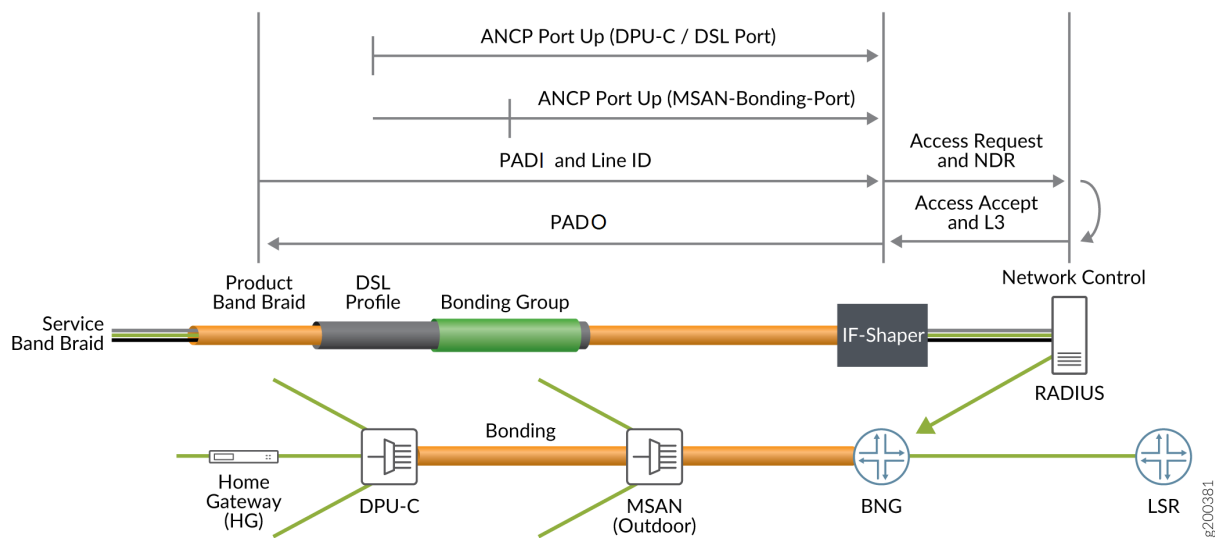 ANCP Port Up (DPU-C / DSL Port)
ANCP Port Up (MSAN-Bonding-Port)
PADI and Line ID
Access Request
and NDR
Access Accept
and L3
PADO
Network Control
Product
Band Braid
DSL
Profile
Bonding Group
Service
Band Braid
IF-Shaper
RADIUS
Bonding
Home
Gateway
(HG)
DPU-C
MSAN
(Outdoor)
BNG
LSR
g200381